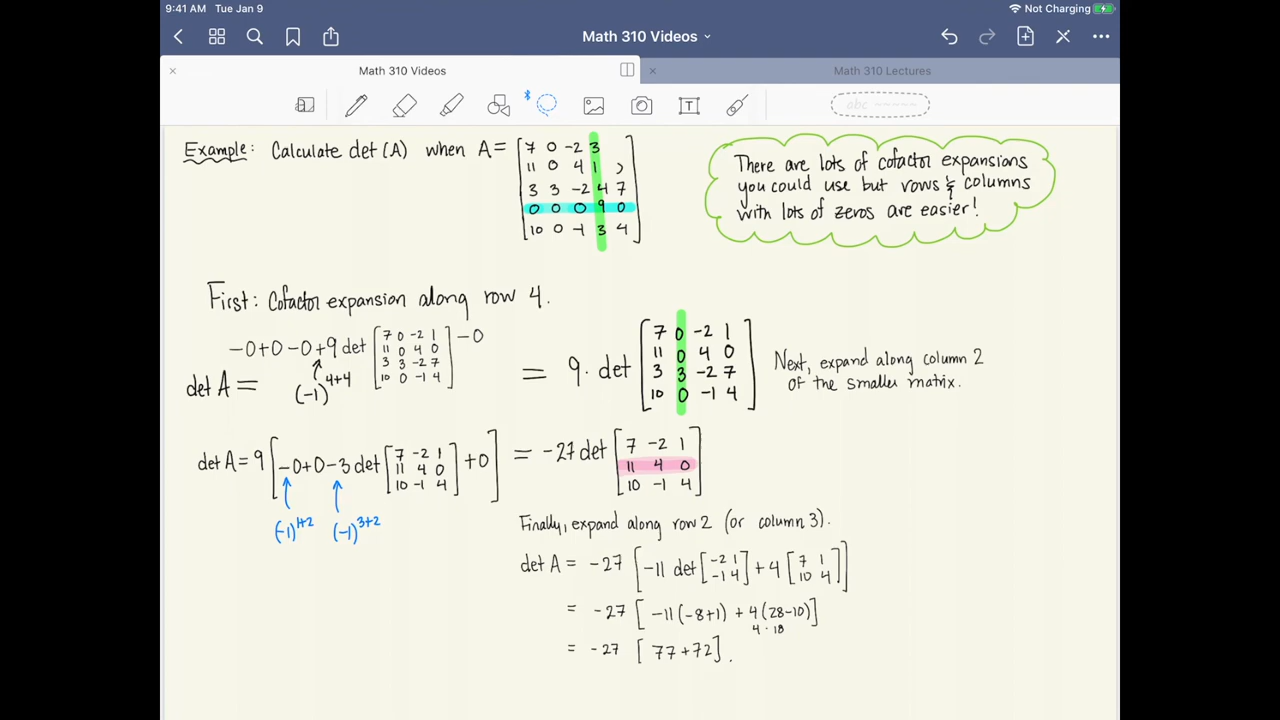 9:41 AM Tue Jan 9
Not Charging
Math 310 Videos
Math 310 Videos
Math 310 Lectures
abc
T
Example: Calculate det(A) when A =
7 0 -2 3
11 0 4 1
3 3 -2 4 7
0 0 0 9 0
10 0 -1 3 4
There are lots of cofactor expansions
you could use but rows & columns
with lots of zeros are easier!
First: Cofactor expansion along row 4.
det A = -0+0-0+9 det
7 0 -2 1
11 0 4 0
3 3 -2 7
10 0 -1 4
-0
(-1)^{4+4}
= 9. det
7 0 -2 1
11 0 4 0
3 3 -2 7
10 0 -1 4
Next, expand along column 2
of the smaller matrix.
det A = 9 [ -0+0-3 det
7 -2 1
11 4 0
10 -1 4
+0 ]
(-1)^{1+2} (-1)^{3+2}
= -27 det
7 -2 1
11 4 0
10 -1 4
Finally, expand along row 2 (or column 3).
det A = -27 [ -11 det [ -2 1
-1 4 ] + 4 [ 7 1
10 4 ] ]
= -27 [ -11(-8+1) + 4(28-10) ]
4 · 18
= -27 [ 77+72 ].